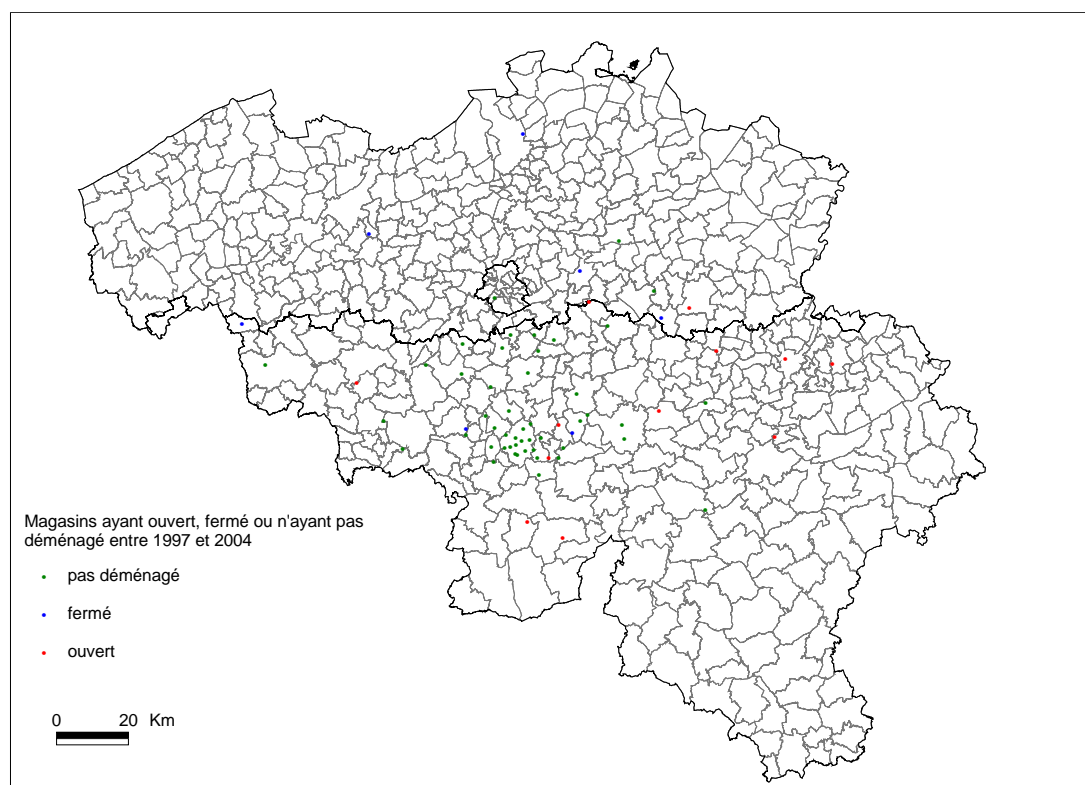 Magasins ayant ouvert, fermé ou n'ayant pas
déménagé entre 1997 et 2004
pas déménagé
fermé
ouvert
0 20 Km